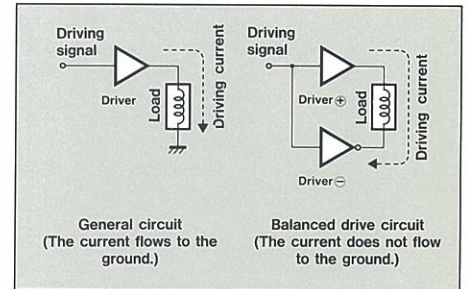 Driving
signal
Driver
Load
Driving current
General circuit
(The current flows to the
ground.)
Driving
signal
Driver⊕
Load
Driving current
Driver⊖
Balanced drive circuit
(The current does not flow
to the ground.)